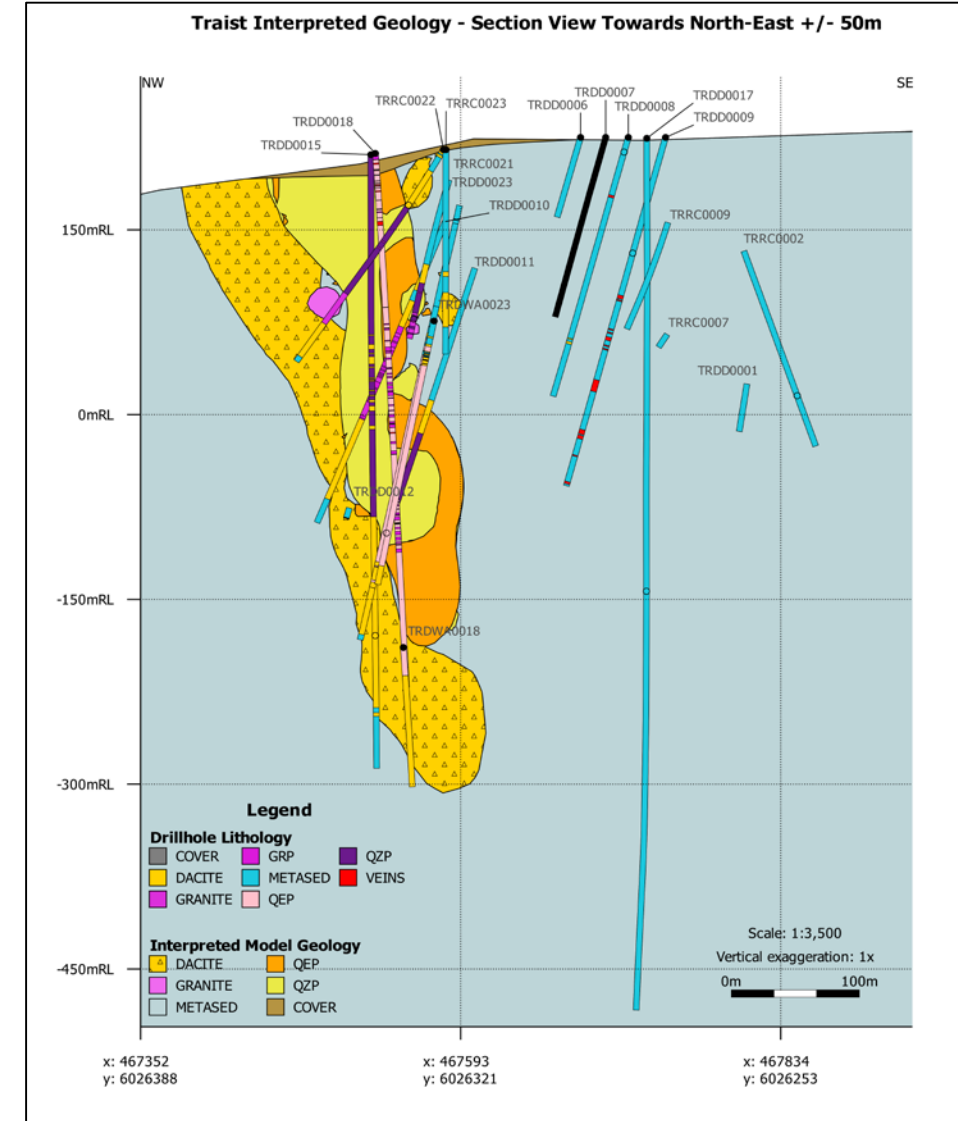 Traist Interpreted Geology - Section View Towards North-East +/- 50m
NW
SE
TRDD0007
TRDD0017
TRRC0022
TRRC0023
TRDD0006
TRDD0008
TRDD0009
TRDD0018
TRDD0015
TRRC0021
TRDD0023
TRDD0010
TRRC0009
150mRL
TRRC0002
TRDD0011
TRDWA0023
TRRC0007
TRDD0001
0mRL
TRDD0012
-150mRL
TRDWA0018
-300mRL
Legend
Drillhole Lithology
COVER GRP QZP
DACITE METASED VEINS
GRANITE QEP
Interpreted Model Geology
DACITE QEP
GRANITE QZP
METASED COVER
Scale: 1:3,500
Vertical exaggeration: 1x
0m 100m
-450mRL
x: 467352
y: 6026388
x: 467593
y: 6026321
x: 467834
y: 6026253